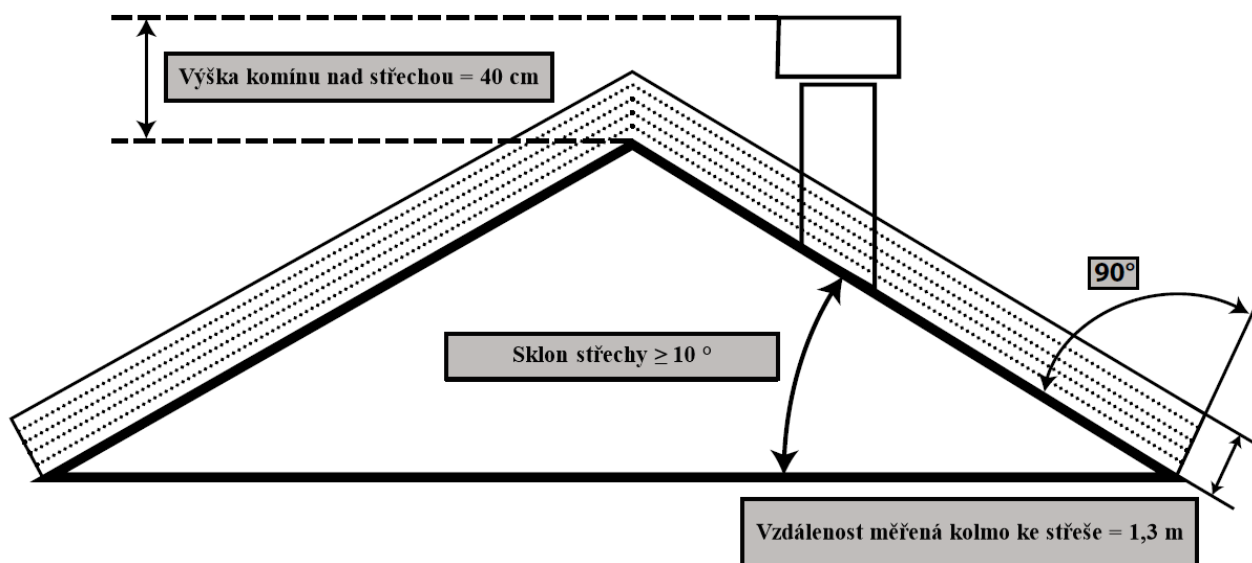 Výška komínu nad střechou = 40 cm
90°
Sklon střechy ≥ 10 °
Vzdálenost měřená kolmo ke střeše = 1,3 m